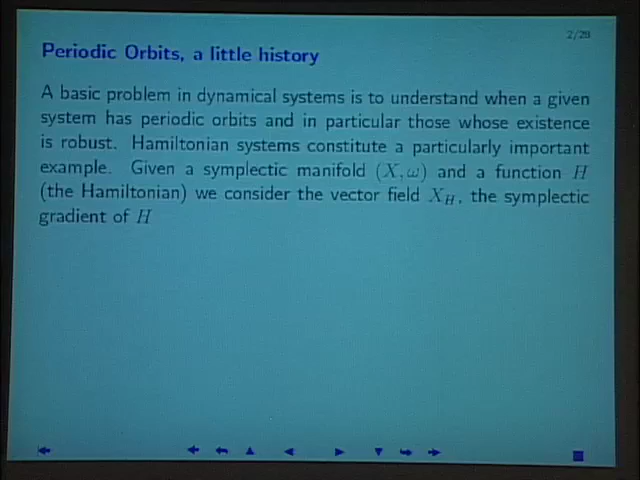 2/29
Periodic Orbits, a little history
A basic problem in dynamical systems is to understand when a given
system has periodic orbits and in particular those whose existence
is robust. Hamiltonian systems constitute a particularly important
example. Given a symplectic manifold (X, ω) and a function H
(the Hamiltonian) we consider the vector field X_H, the symplectic
gradient of H